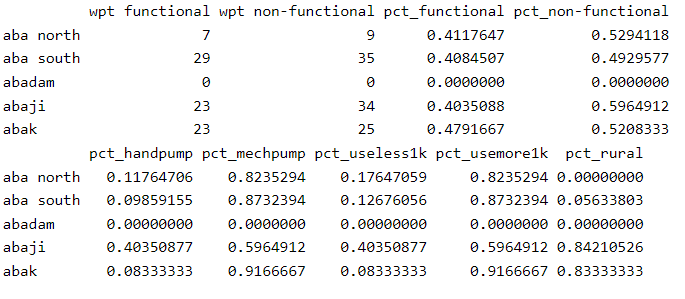 wpt functional wpt non-functional pct_functional pct_non-functional
aba north 7 9 0.4117647 0.5294118
aba south 29 35 0.4084507 0.4929577
abadam 0 0 0.0000000 0.0000000
abaji 23 34 0.4035088 0.5964912
abak 23 25 0.4791667 0.5208333
pct_handpump pct_mechpump pct_useless1k pct_usemore1k pct_rural
aba north 0.11764706 0.8235294 0.17647059 0.8235294 0.00000000
aba south 0.09859155 0.8732394 0.12676056 0.8732394 0.05633803
abadam 0.00000000 0.0000000 0.00000000 0.0000000 0.00000000
abaji 0.40350877 0.5964912 0.40350877 0.5964912 0.84210526
abak 0.08333333 0.9166667 0.08333333 0.9166667 0.83333333